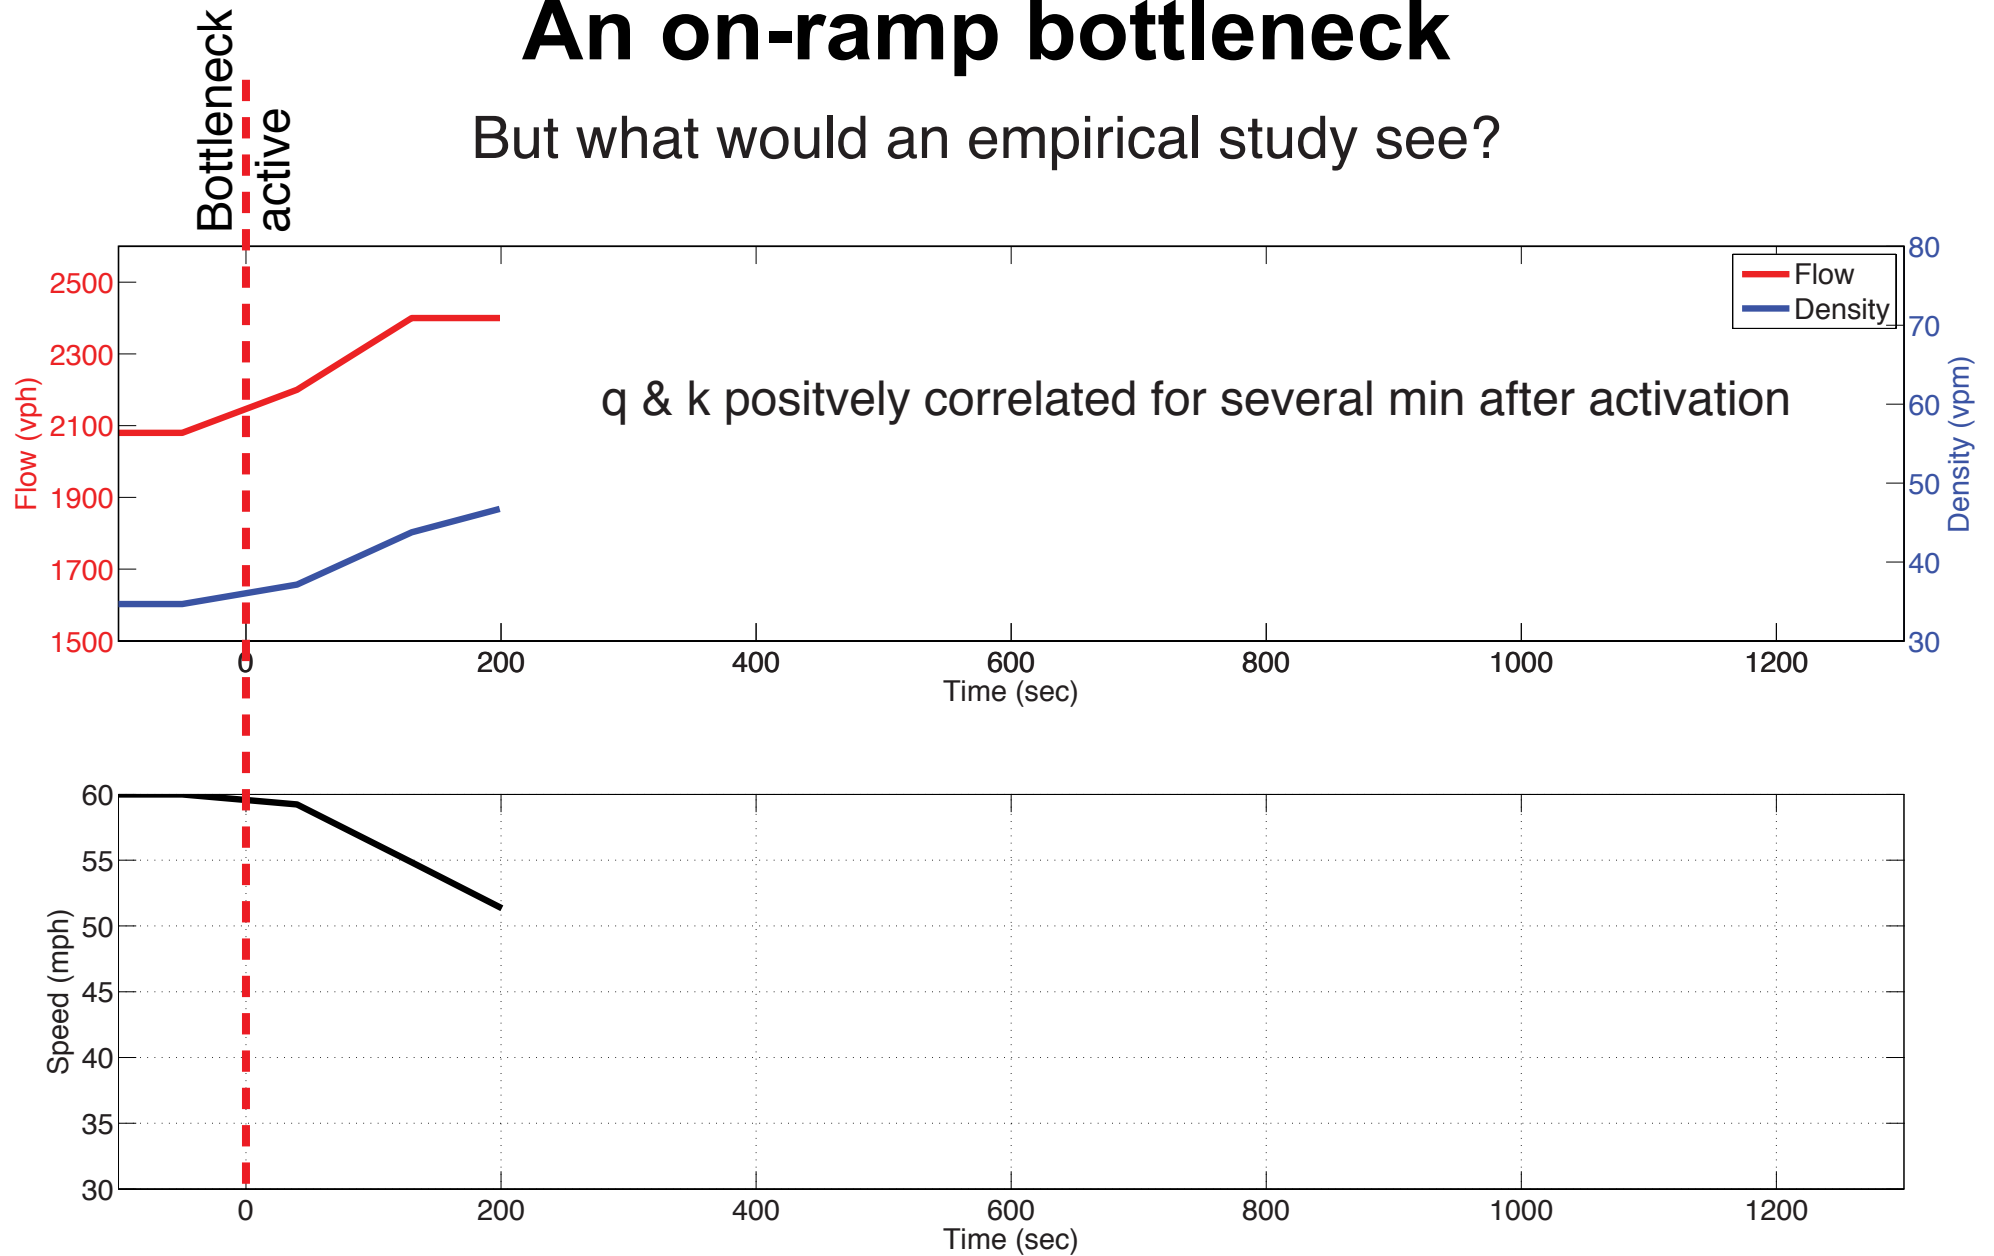 An on-ramp bottleneck
But what would an empirical study see?
Bottleneck
active
2500
2300
2100
1900
1700
1500
Flow (vph)
80
70
60
50
40
30
Density (vpm)
Flow
Density
q & k positvely correlated for several min after activation
0 200 400 600 800 1000 1200
Time (sec)
60
55
50
45
40
35
30
Speed (mph)
0 200 400 600 800 1000 1200
Time (sec)